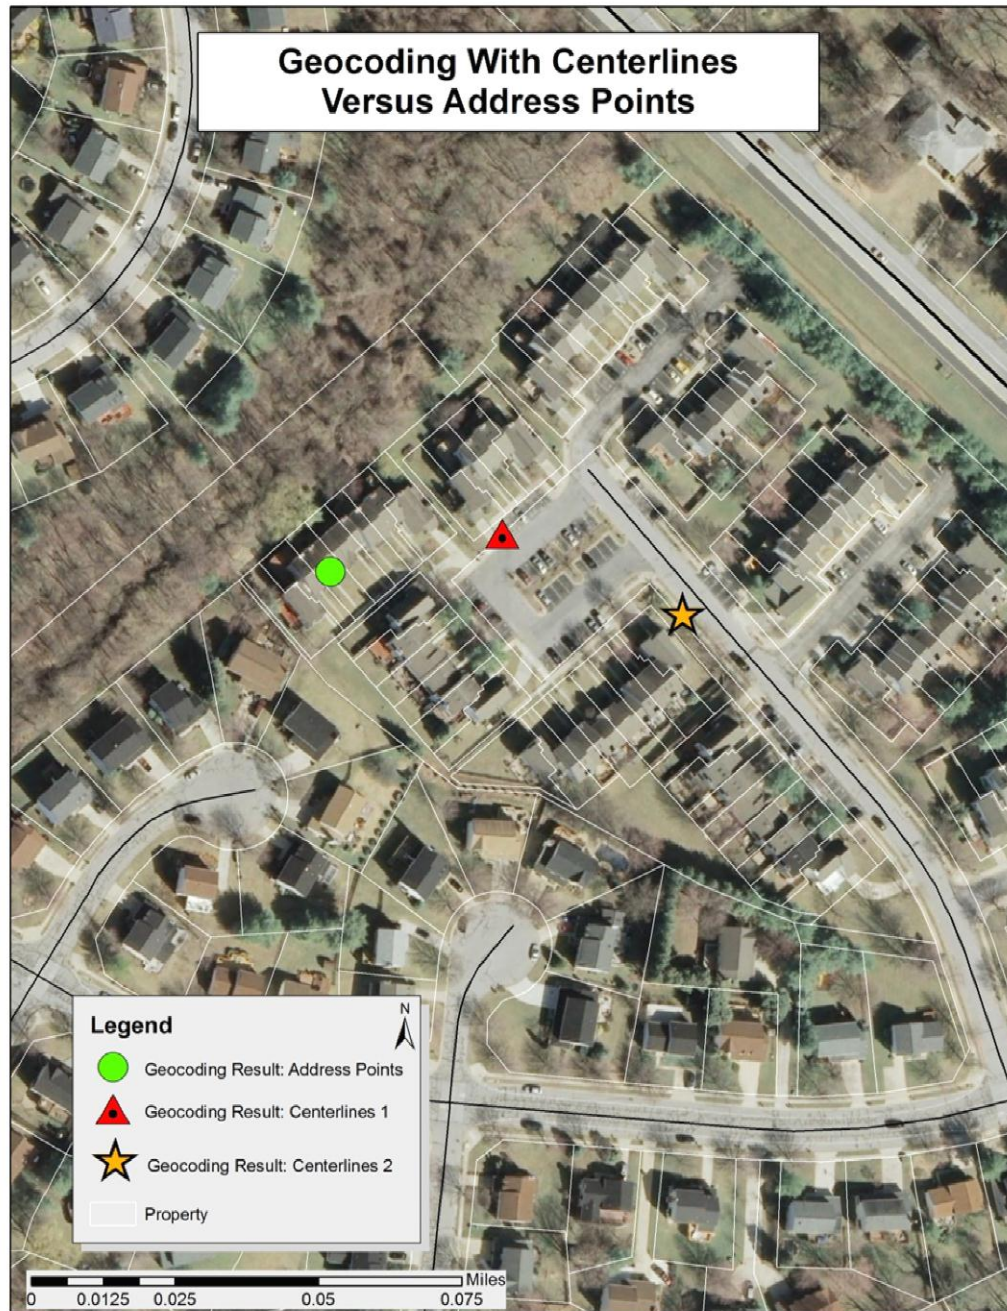 Geocoding With Centerlines
Versus Address Points
Legend
N
Geocoding Result: Address Points
Geocoding Result: Centerlines 1
Geocoding Result: Centerlines 2
Property
Miles
0 0.0125 0.025 0.05 0.075